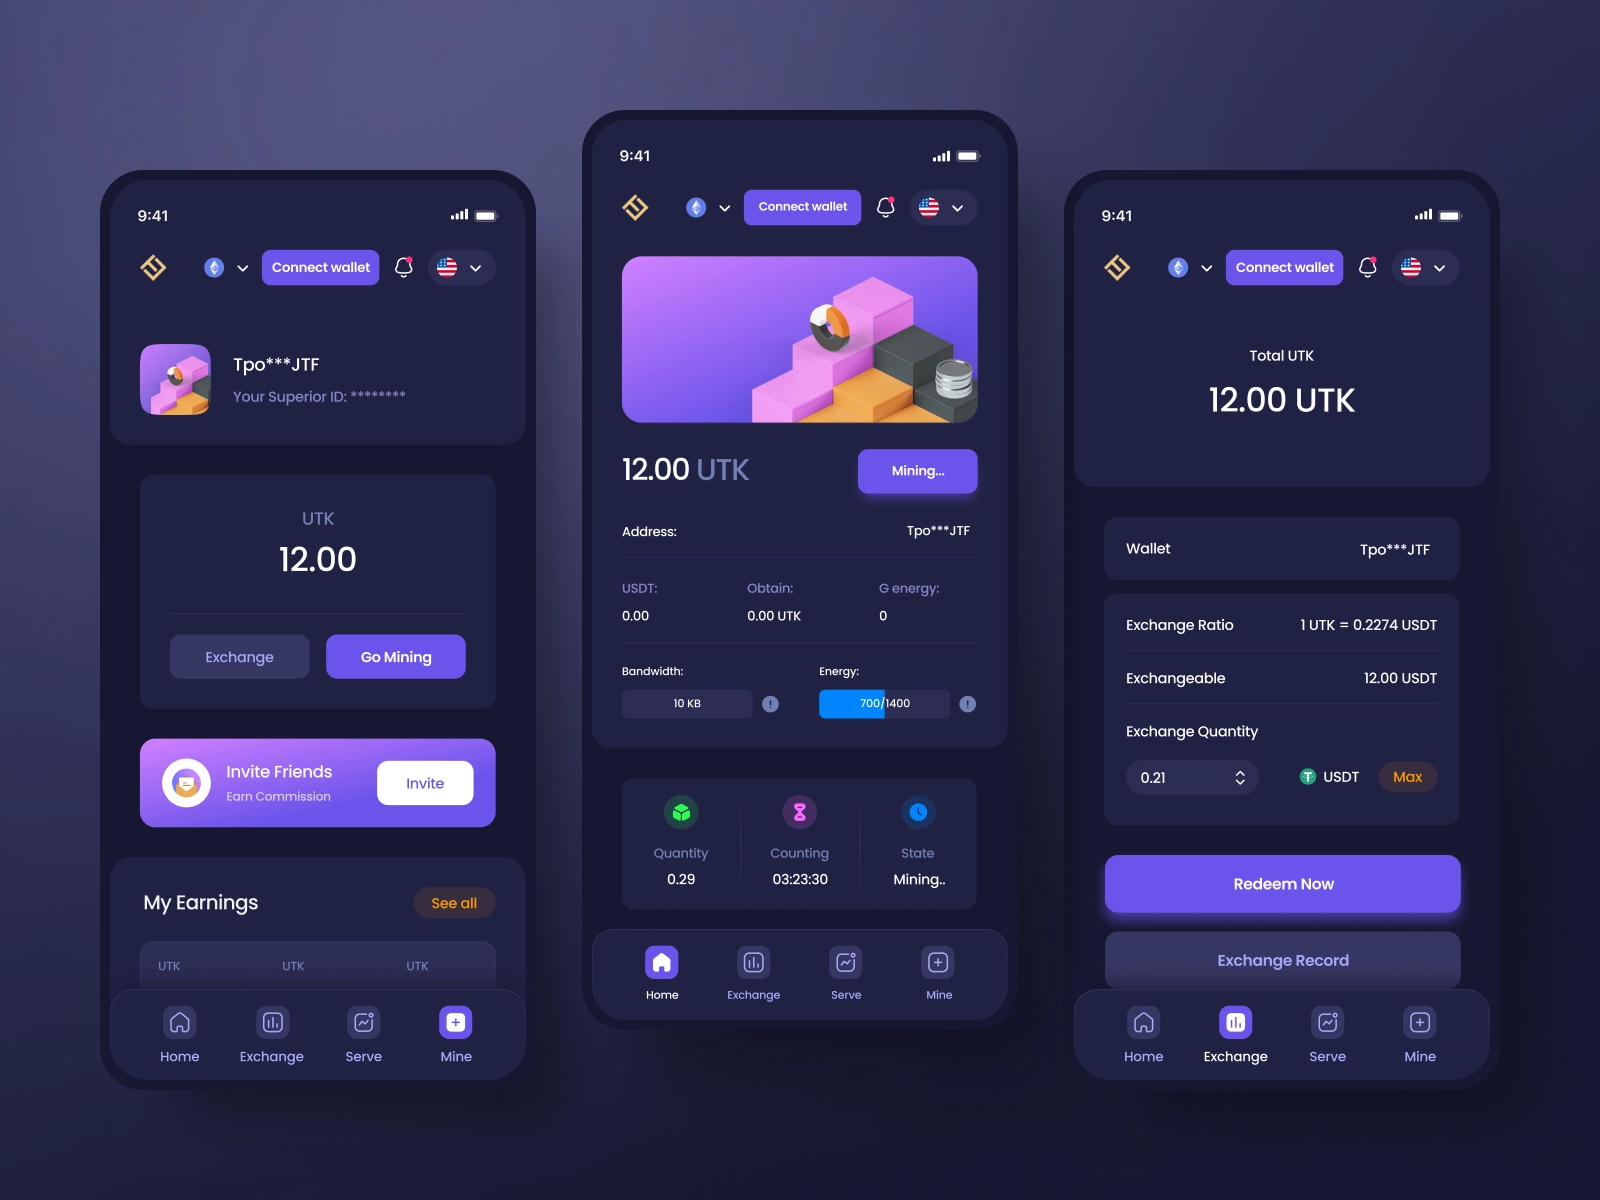 9:41
Connect wallet
Tpo***JTF
Your Superior ID: ********
UTK
12.00
Exchange
Go Mining
Invite Friends
Earn Commission
Invite
My Earnings
See all
UTK
UTK
UTK
Home
Exchange
Serve
Mine
9:41
Connect wallet
12.00 UTK
Mining...
Address:
Tpo***JTF
USDT:
Obtain:
G energy:
0.00
0.00 UTK
0
Bandwidth:
Energy:
10 KB
!
700/1400
!
Quantity
Counting
State
0.29
03:23:30
Mining..
Home
Exchange
Serve
Mine
9:41
Connect wallet
Total UTK
12.00 UTK
Wallet
Tpo***JTF
Exchange Ratio
1 UTK = 0.2274 USDT
Exchangeable
12.00 USDT
Exchange Quantity
0.21
USDT
Max
Redeem Now
Exchange Record
Home
Exchange
Serve
Mine